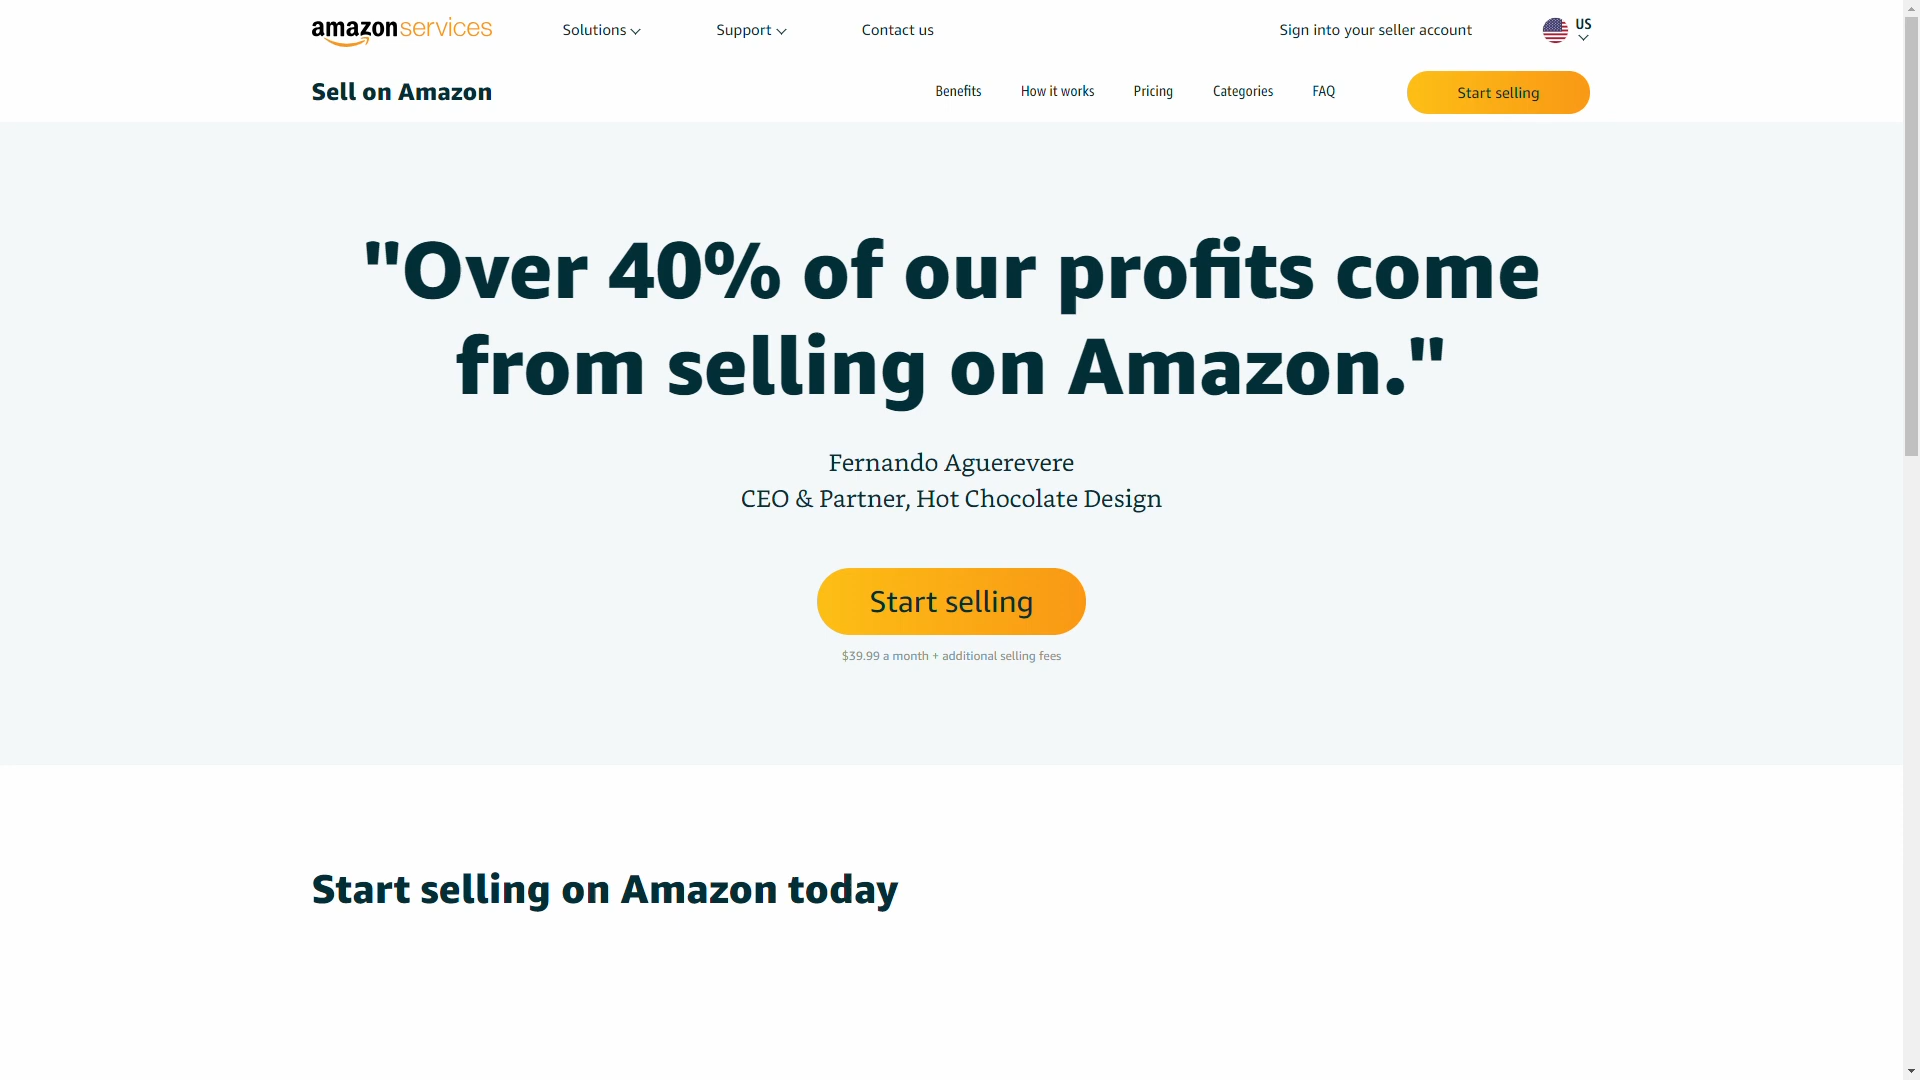 amazonservices
Solutions
Support
Contact us
Sign into your seller account
US
Sell on Amazon
Benefits
How it works
Pricing
Categories
FAQ
Start selling
"Over 40% of our profits come
from selling on Amazon."
Fernando Aguerevere
CEO & Partner, Hot Chocolate Design
Start selling
$39.99 a month + additional selling fees
Start selling on Amazon today